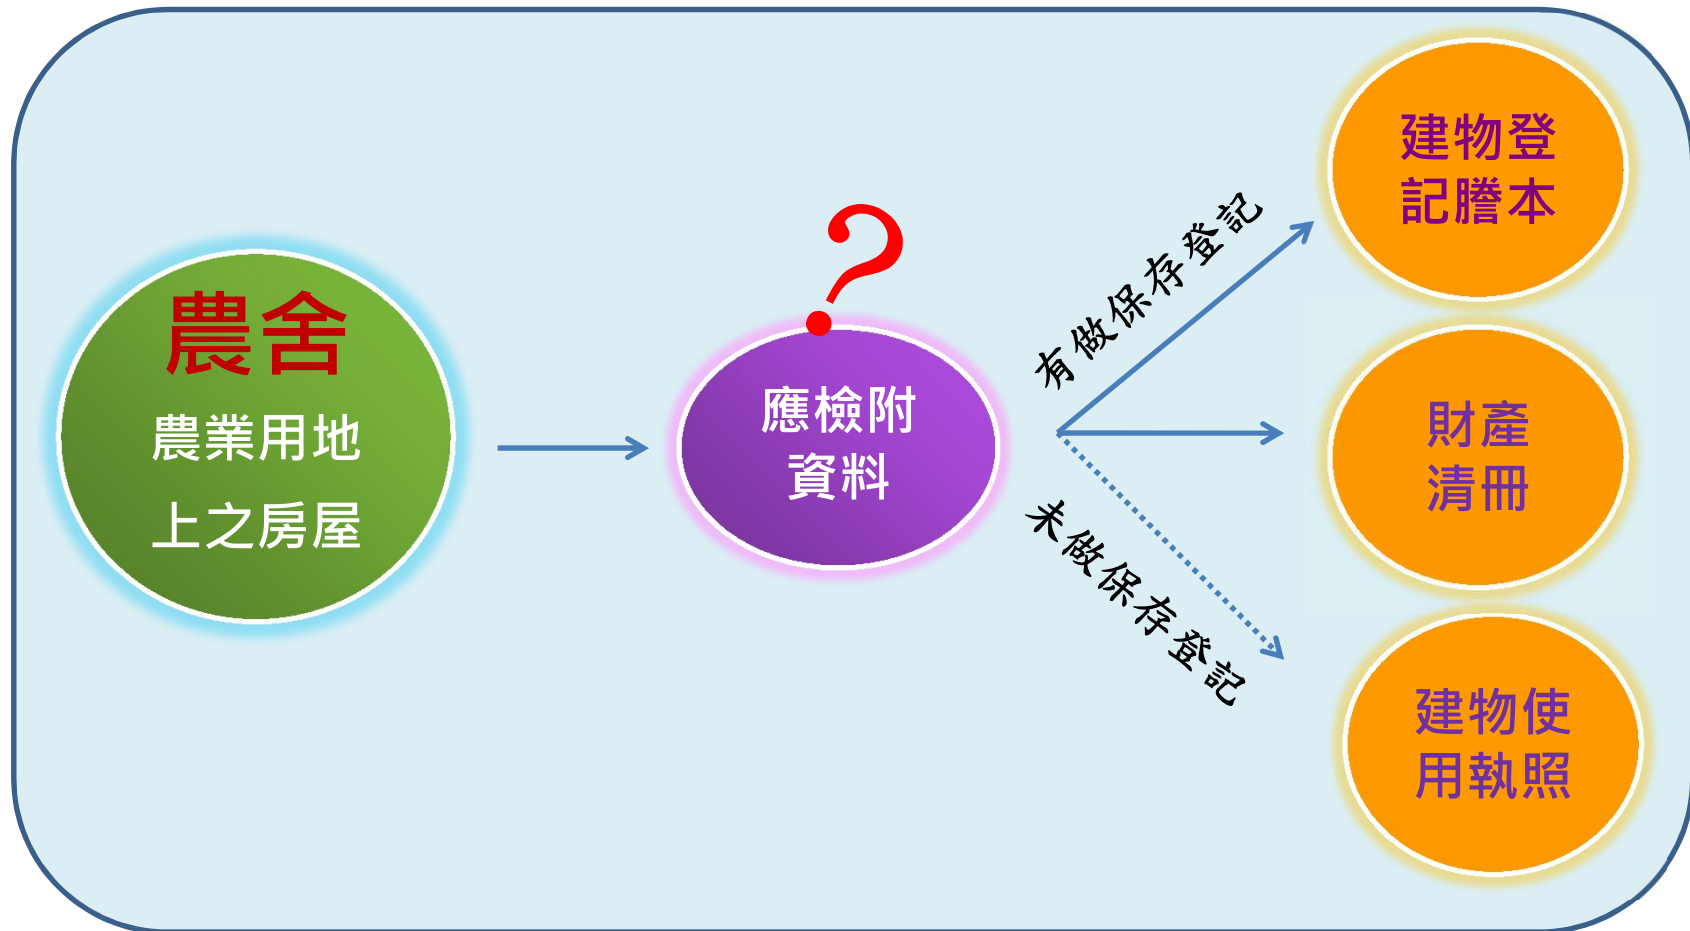 農舍
農業用地
上之房屋
?
應檢附
資料
有做保存登記
未做保存登記
建物登
記謄本
財產
清冊
建物使
用執照